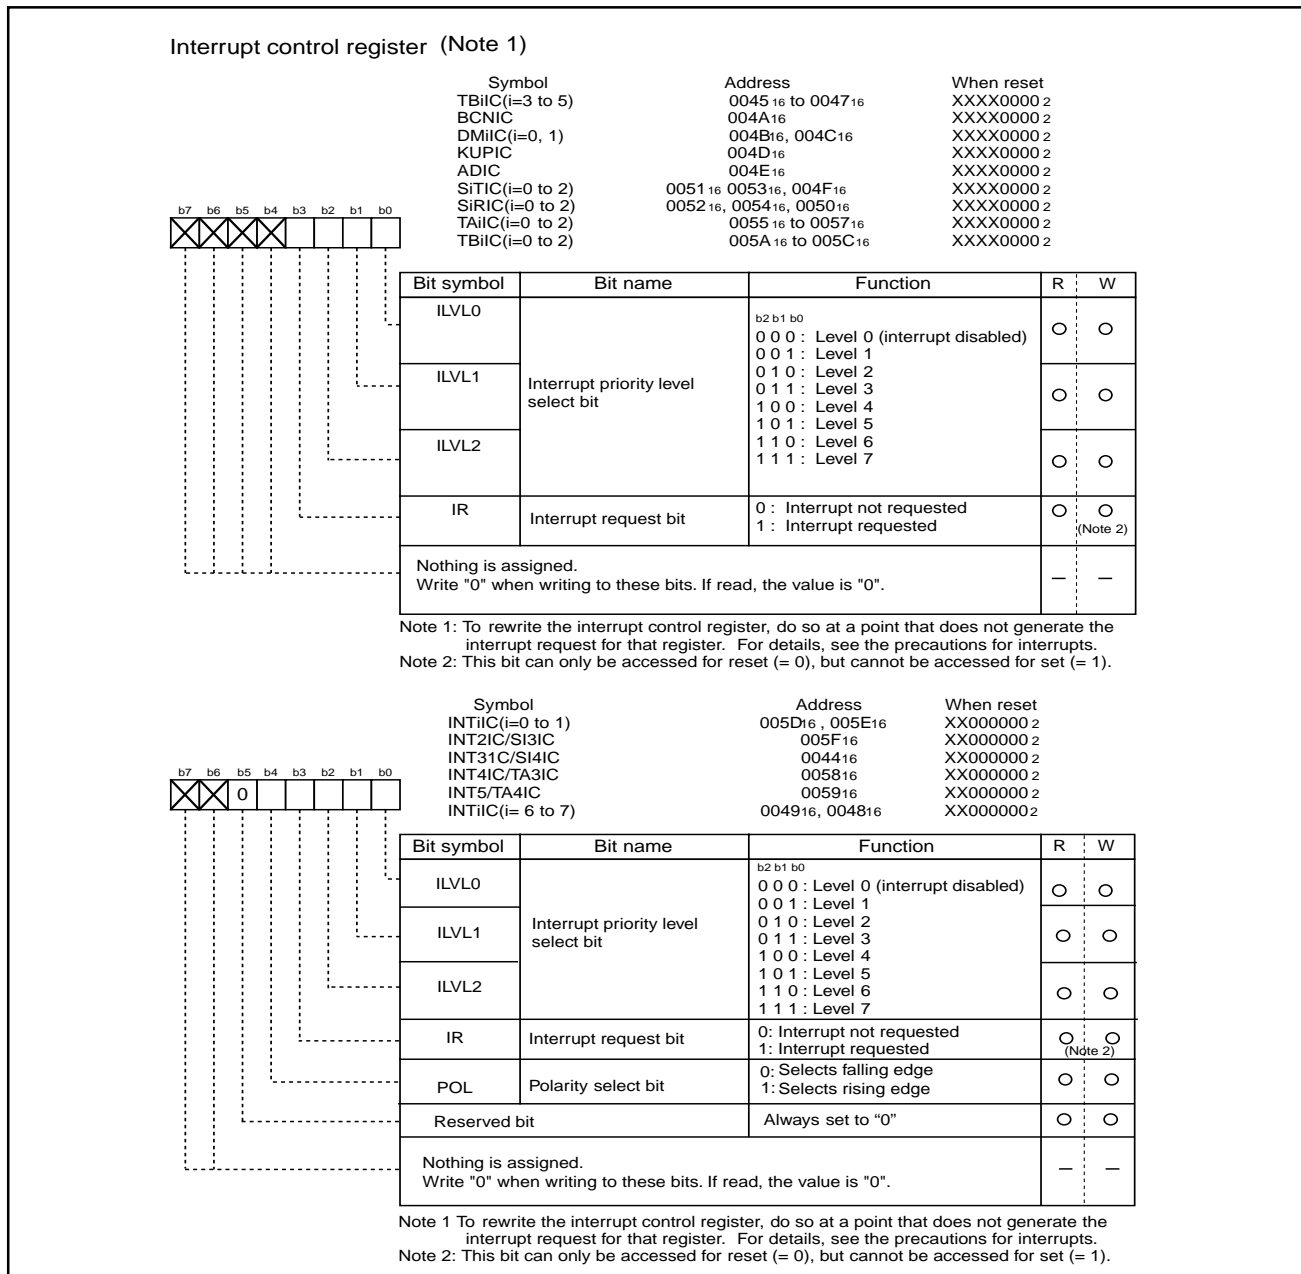 Interrupt control register (Note 1)
Symbol Address When reset
TBiIC(i=3 to 5) 004516 to 004716 XXXX00002
BCNIC 004A16 XXXX00002
DMiIC(i=0, 1) 004B16, 004C16 XXXX00002
KUPIC 004D16 XXXX00002
ADIC 004E16 XXXX00002
SiTIC(i=0 to 2) 005116 005316, 004F16 XXXX00002
SiRIC(i=0 to 2) 005216, 005416, 005016 XXXX00002
TAiIC(i=0 to 2) 005516 to 005716 XXXX00002
TBiIC(i=0 to 2) 005A16 to 005C16 XXXX00002
b7 b6 b5 b4 b3 b2 b1 b0
Bit symbol Bit name Function R W
ILVL0
ILVL1
ILVL2
Interrupt priority level
select bit
b2 b1 b0
0 0 0 : Level 0 (interrupt disabled)
0 0 1 : Level 1
0 1 0 : Level 2
0 1 1 : Level 3
1 0 0 : Level 4
1 0 1 : Level 5
1 1 0 : Level 6
1 1 1 : Level 7
IR Interrupt request bit
0 : Interrupt not requested
1 : Interrupt requested
(Note 2)
Nothing is assigned.
Write "0" when writing to these bits. If read, the value is "0".
– –
Note 1: To rewrite the interrupt control register, do so at a point that does not generate the
interrupt request for that register. For details, see the precautions for interrupts.
Note 2: This bit can only be accessed for reset (= 0), but cannot be accessed for set (= 1).
Symbol Address When reset
INTiIC(i=0 to 1) 005D16 , 005E16 XX0000002
INT2IC/SI3IC 005F16 XX0000002
INT31C/SI4IC 004416 XX0000002
INT4IC/TA3IC 005816 XX0000002
INT5/TA4IC 005916 XX0000002
INTiIC(i= 6 to 7) 004916, 004816 XX0000002
b7 b6 b5 b4 b3 b2 b1 b0
0
Bit symbol Bit name Function R W
ILVL0
ILVL1
ILVL2
Interrupt priority level
select bit
b2 b1 b0
0 0 0 : Level 0 (interrupt disabled)
0 0 1 : Level 1
0 1 0 : Level 2
0 1 1 : Level 3
1 0 0 : Level 4
1 0 1 : Level 5
1 1 0 : Level 6
1 1 1 : Level 7
IR Interrupt request bit
0: Interrupt not requested
1: Interrupt requested
(Note 2)
POL Polarity select bit
0: Selects falling edge
1: Selects rising edge
Reserved bit Always set to “0”
Nothing is assigned.
Write "0" when writing to these bits. If read, the value is "0".
– –
Note 1 To rewrite the interrupt control register, do so at a point that does not generate the
interrupt request for that register. For details, see the precautions for interrupts.
Note 2: This bit can only be accessed for reset (= 0), but cannot be accessed for set (= 1).